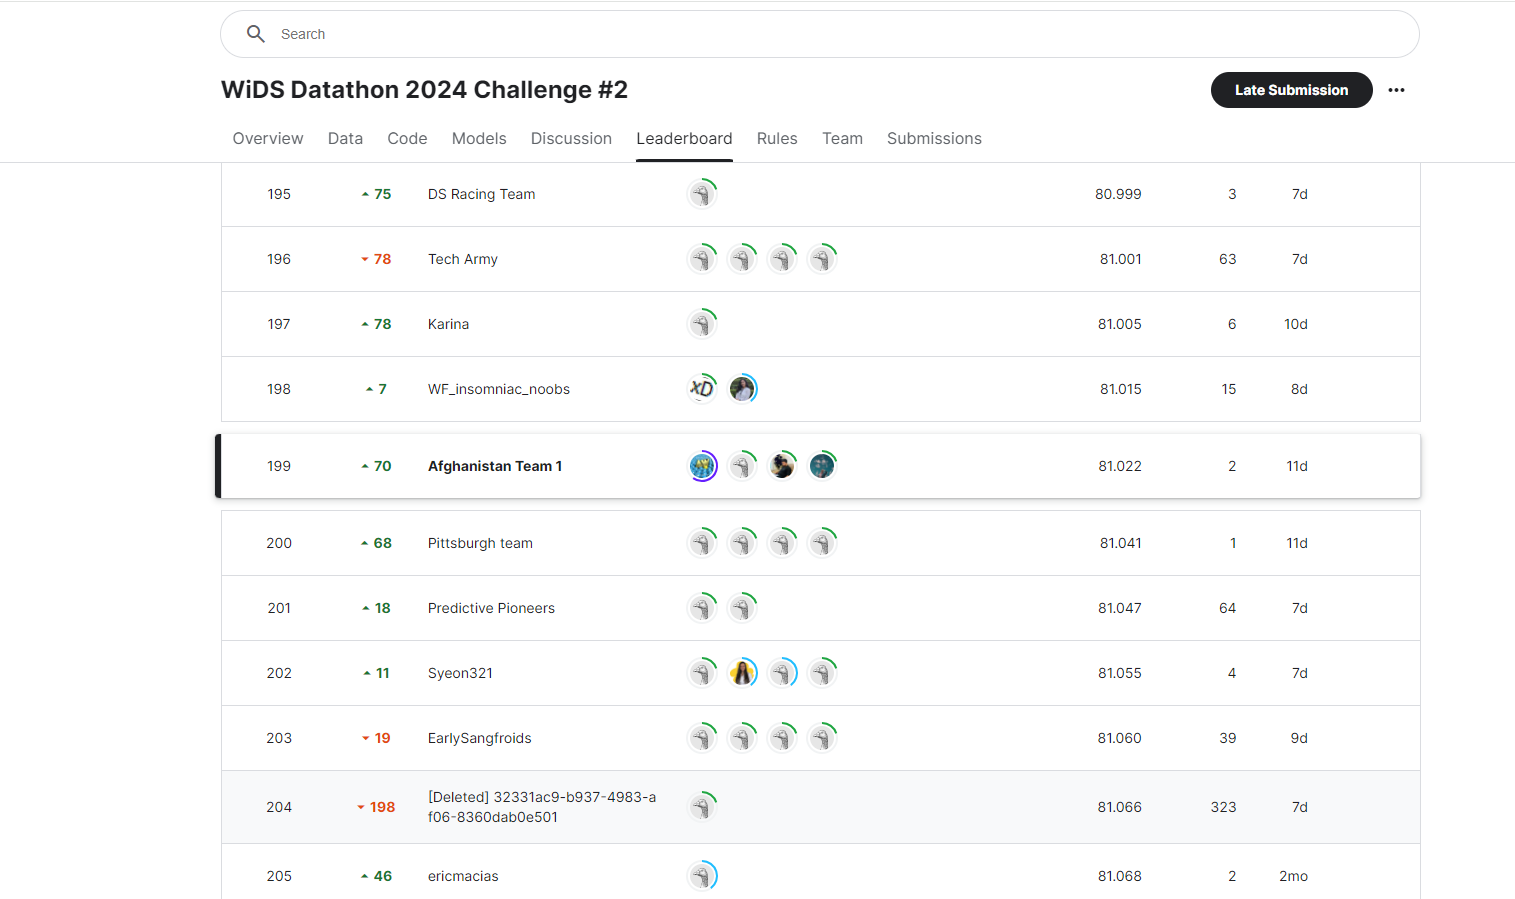 Search
WiDS Datathon 2024 Challenge #2
Late Submission
Overview Data Code Models Discussion Leaderboard Rules Team Submissions
195 75 DS Racing Team 80.999 3 7d
196 78 Tech Army 81.001 63 7d
197 78 Karina 81.005 6 10d
198 7 WF_insomniac_noobs xD 81.015 15 8d
199 70 Afghanistan Team 1 81.022 2 11d
200 68 Pittsburgh team 81.041 1 11d
201 18 Predictive Pioneers 81.047 64 7d
202 11 Syeon321 81.055 4 7d
203 19 EarlySangfroids 81.060 39 9d
204 198 [Deleted] 32331ac9-b937-4983-a
f06-8360dab0e501 81.066 323 7d
205 46 ericmacias 81.068 2 2mo